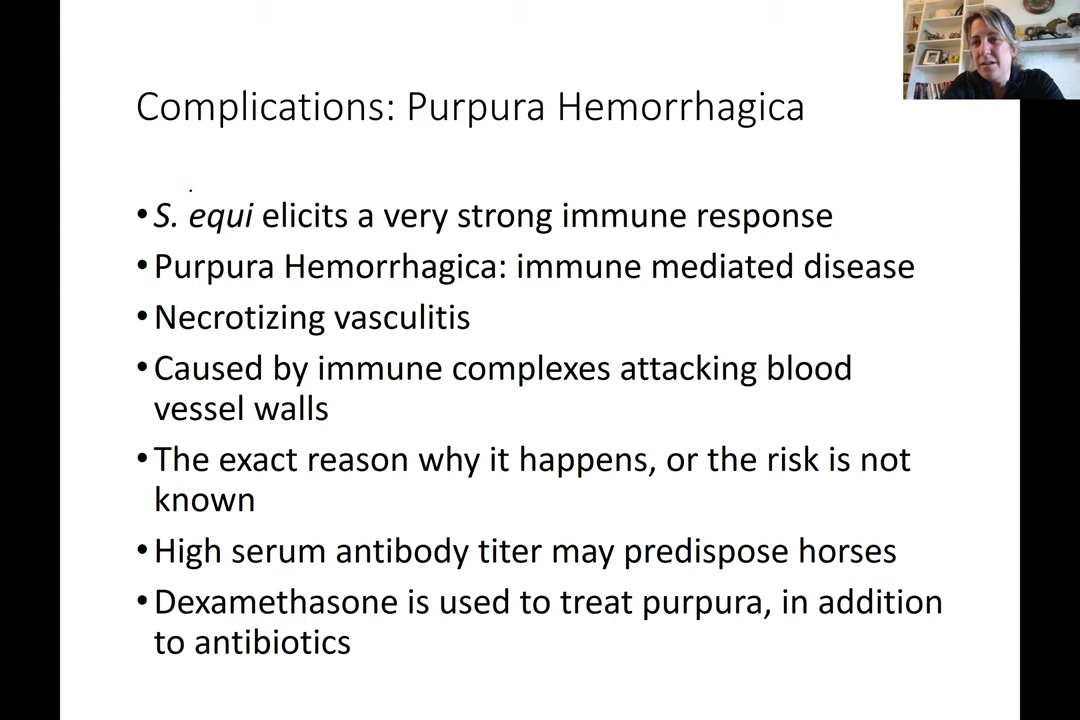 Complications: Purpura Hemorrhagica
•S. equi elicits a very strong immune response
•Purpura Hemorrhagica: immune mediated disease
•Necrotizing vasculitis
•Caused by immune complexes attacking blood
vessel walls
•The exact reason why it happens, or the risk is not
known
•High serum antibody titer may predispose horses
•Dexamethasone is used to treat purpura, in addition
to antibiotics